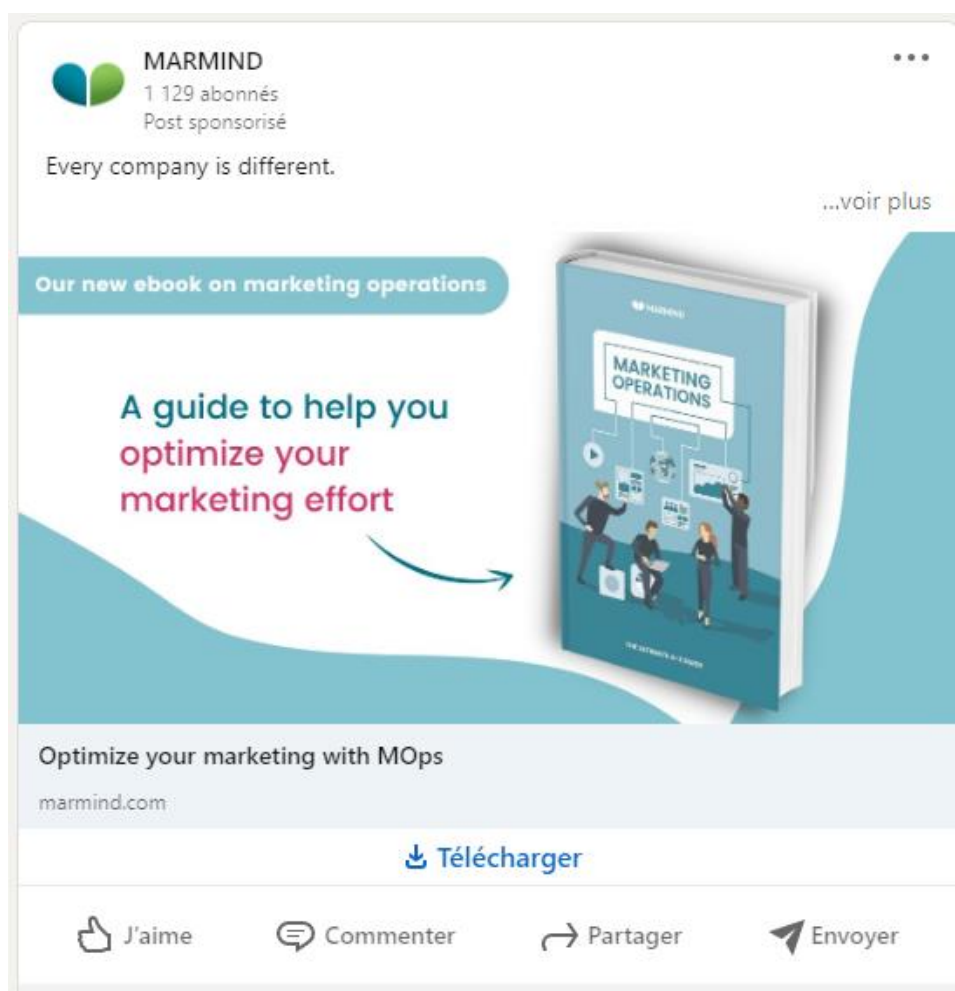 MARMIND
1 129 abonnés
Post sponsorisé
Every company is different.
...voir plus
Our new ebook on marketing operations
A guide to help you
optimize your
marketing effort
MARMIND
MARKETING
OPERATIONS
Optimize your marketing with MOps
marmind.com
Télécharger
J'aime
Commenter
Partager
Envoyer